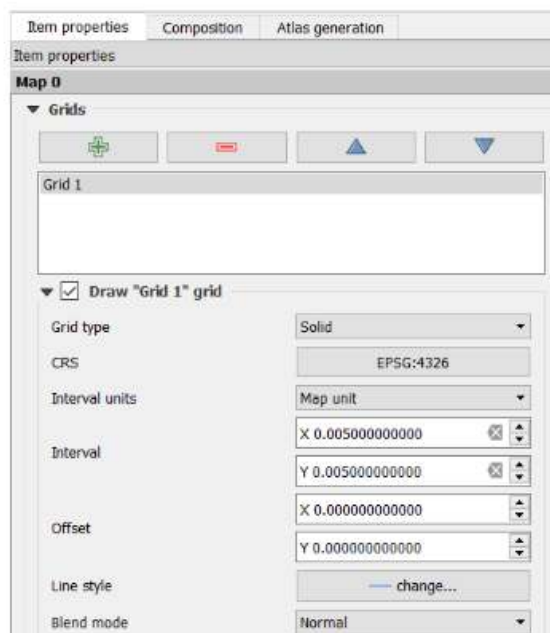 Item properties Composition Atlas generation
Item properties
Map 0
Grids
Grid 1
Draw "Grid 1" grid
Grid type Solid
CRS EPSG:4326
Interval units Map unit
X 0.005000000000
Interval
Y 0.005000000000
X 0.000000000000
Offset
Y 0.000000000000
Line style change...
Blend mode Normal